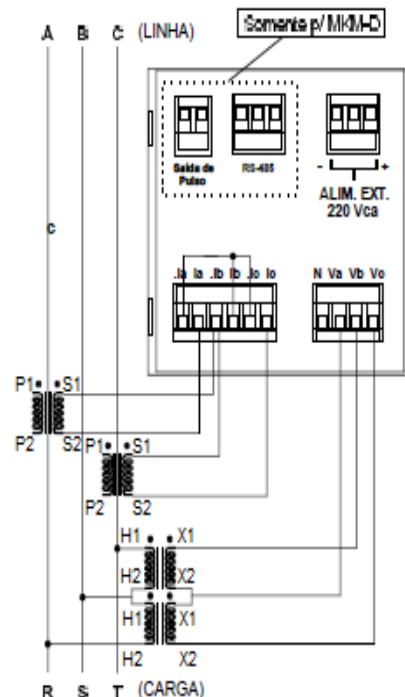 Somente p/ MKM-D
A B C (LINHA)
Saída de
Pulso
RS-485
- +
ALIM. EXT.
220 Vca
c
.Ia Ia .Ib Ib .Ic Ic
N Va Vb Vc
P1 S1
P2 S2
P1 S1
P2 S2
H1 X1
H2 X2
H1 X1
H2 X2
R S T (CARGA)